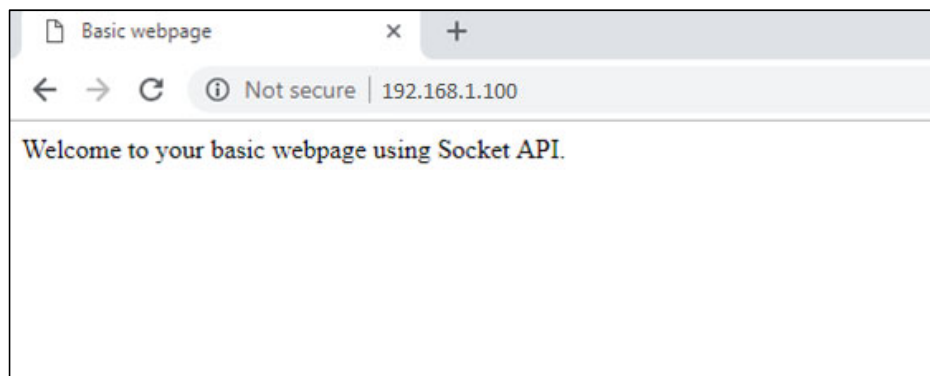 Basic webpage
Not secure | 192.168.1.100
Welcome to your basic webpage using Socket API.